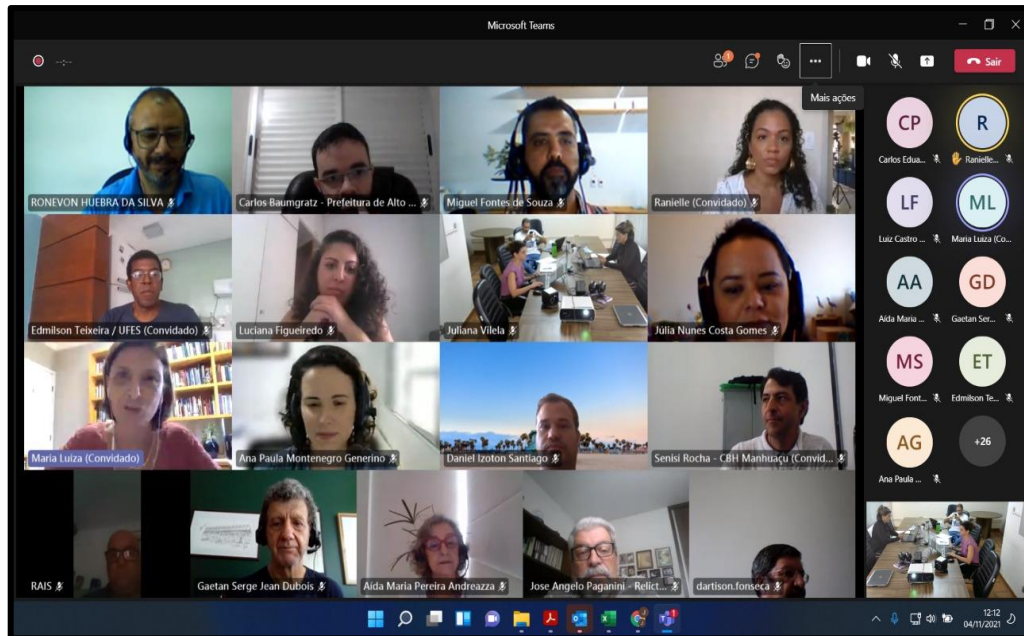 Microsoft Teams
--:--
1
Sair
Mais ações
RONEVON HUEBRA DA SILVA
Carlos Baumgratz - Prefeitura de Alto ...
Miguel Fontes de Souza
Ranielle (Convidado)
Edmilson Teixeira / UFES (Convidado)
Luciana Figueiredo
Juliana Vilela
Júlia Nunes Costa Gomes
Maria Luiza (Convidado)
Ana Paula Montenegro Generino
Daniel Izoton Santiago
Senisi Rocha - CBH Manhuaçu (Convid...
RAIS
Gaetan Serge Jean Dubois
Aída Maria Pereira Andreazza
Jose Angelo Paganini - Relict...
dartison.fonseca
CP
R
Carlos Edua...
Ranielle...
LF
ML
Luiz Castro ...
Maria Luiza (Co...
AA
GD
Aída Maria ...
Gaetan Ser...
MS
ET
Miguel Font...
Edmilson Te...
AG
+26
Ana Paula ...
12:12
04/11/2021